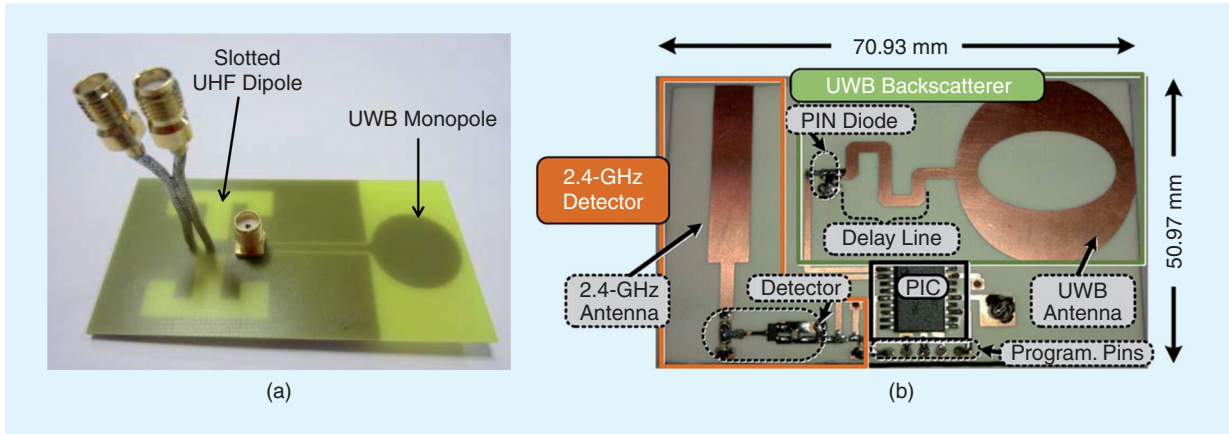 Slotted
UHF Dipole
UWB Monopole
(a)
70.93 mm
UWB Backscatterer
PIN Diode
2.4-GHz
Detector
Delay Line
50.97 mm
2.4-GHz
Antenna
Detector
PIC
UWB
Antenna
Program. Pins
(b)